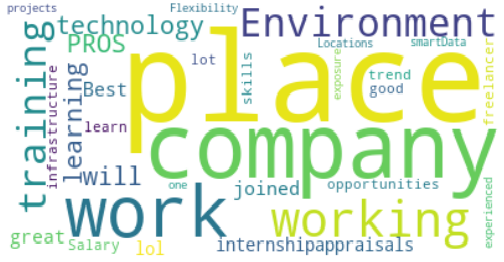 projects
Flexibility
technology
Environment
PROS
Locations
smartData
training
infrastructure
learning
Best
lot
skills
place
exposure
trend
good
freelancer
learn
company
will
one
joined
opportunities
work
working
experienced
great
Salary
lol
internshipappraisals